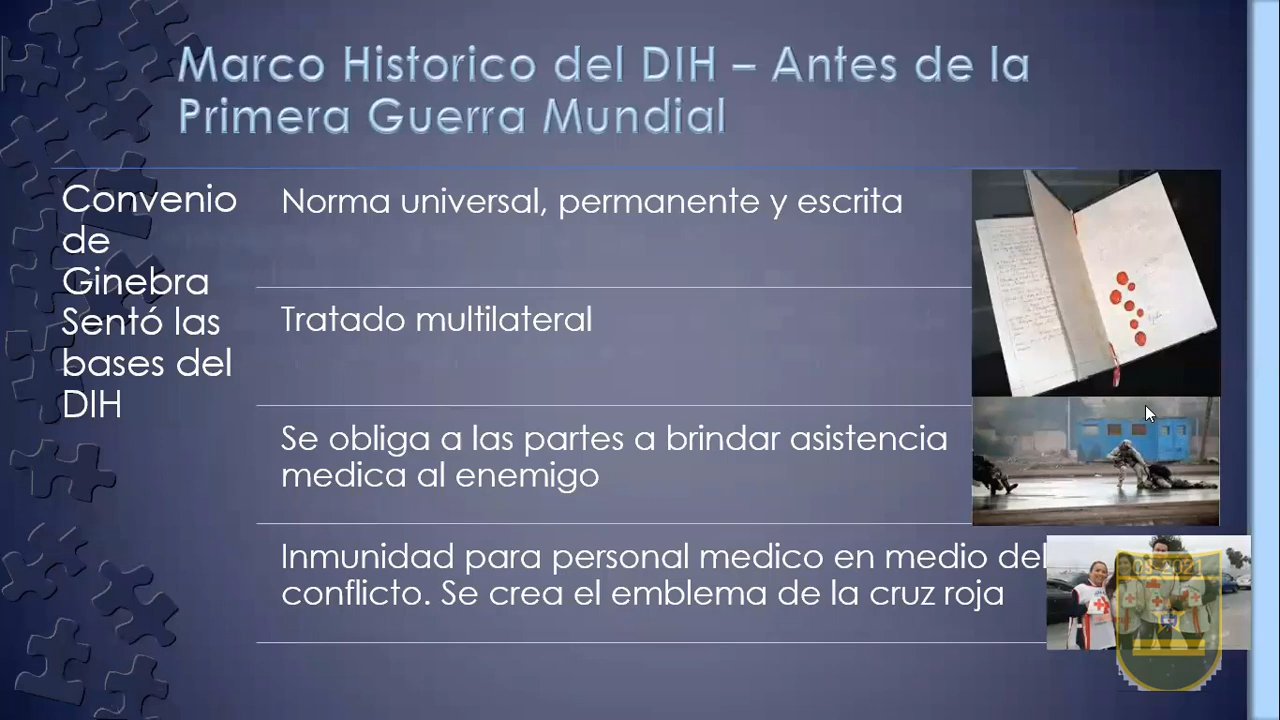 Marco Historico del DIH – Antes de la
Primera Guerra Mundial
Convenio
de
Ginebra
Sentó las
bases del
DIH
Norma universal, permanente y escrita
Tratado multilateral
Se obliga a las partes a brindar asistencia
medica al enemigo
Inmunidad para personal medico en medio del
conflicto. Se crea el emblema de la cruz roja